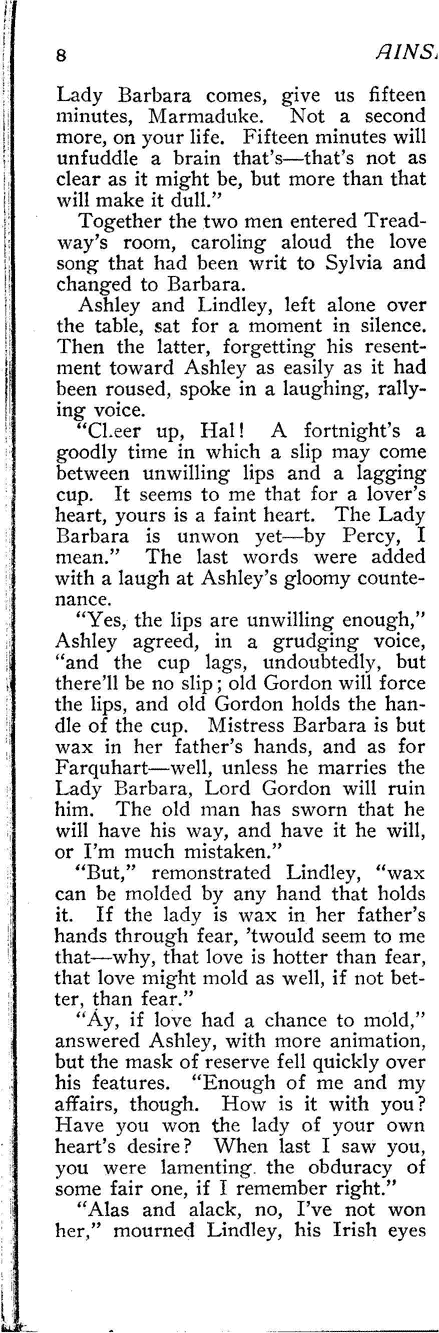 8 AINS
Lady Barbara comes, give us fifteen
minutes, Marmaduke. Not a second
more, on your life. Fifteen minutes will
unfuddle a brain that's—that's not as
clear as it might be, but more than that
will make it dull."
Together the two men entered Tread-
way's room, caroling aloud the love
song that had been writ to Sylvia and
changed to Barbara.
Ashley and Lindley, left alone over
the table, sat for a moment in silence.
Then the latter, forgetting his resent-
ment toward Ashley as easily as it had
been roused, spoke in a laughing, rally-
ing voice.
"Cheer up, Hal! A fortnight's a
goodly time in which a slip may come
between unwilling lips and a lagging
cup. It seems to me that for a lover's
heart, yours is a faint heart. The Lady
Barbara is unwon yet—by Percy, I
mean." The last words were added
with a laugh at Ashley's gloomy counte-
nance.
"Yes, the lips are unwilling enough,"
Ashley agreed, in a grudging voice,
"and the cup lags, undoubtedly, but
there'll be no slip; old Gordon will force
the lips, and old Gordon holds the han-
dle of the cup. Mistress Barbara is but
wax in her father's hands, and as for
Farquhart—well, unless he marries the
Lady Barbara, Lord Gordon will ruin
him. The old man has sworn that he
will have his way, and have it he will,
or I'm much mistaken."
"But," remonstrated Lindley, "wax
can be molded by any hand that holds
it. If the lady is wax in her father's
hands through fear, 'twould seem to me
that—why, that love is hotter than fear,
that love might mold as well, if not bet-
ter, than fear."
"Ay, if love had a chance to mold,"
answered Ashley, with more animation,
but the mask of reserve fell quickly over
his features. "Enough of me and my
affairs, though. How is it with you?
Have you won the lady of your own
heart's desire? When last I saw you,
you were lamenting the obduracy of
some fair one, if I remember right."
"Alas and alack, no, I've not won
her," mourned Lindley, his Irish eyes